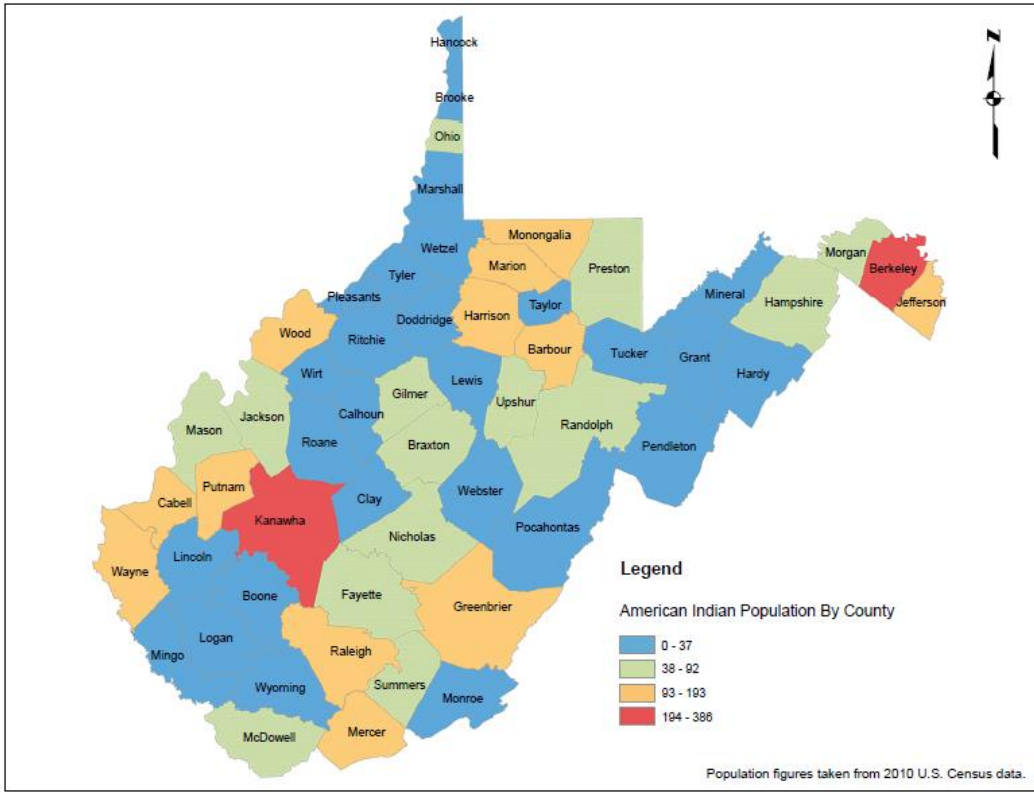 Hancock
N
Brooke
Ohio
Marshall
Monongalia
Wetzel
Morgan
Marion
Preston
Berkeley
Tyler
Mineral
Pleasants
Taylor
Hampshire
Jefferson
Doddridge
Harrison
Wood
Ritchie
Barbour
Tucker
Grant
Wirt
Lewis
Hardy
Gilmer
Upshur
Calhoun
Jackson
Randolph
Mason
Roane
Braxton
Pendleton
Putnam
Webster
Clay
Cabell
Kanawha
Pocahontas
Nicholas
Lincoln
Wayne
Legend
Boone
Fayette
Greenbrier
American Indian Population By County
Logan
0 - 37
Raleigh
Mingo
38 - 92
Summers
Wyoming
93 - 193
Monroe
194 - 386
Mercer
McDowell
Population figures taken from 2010 U.S. Census data.